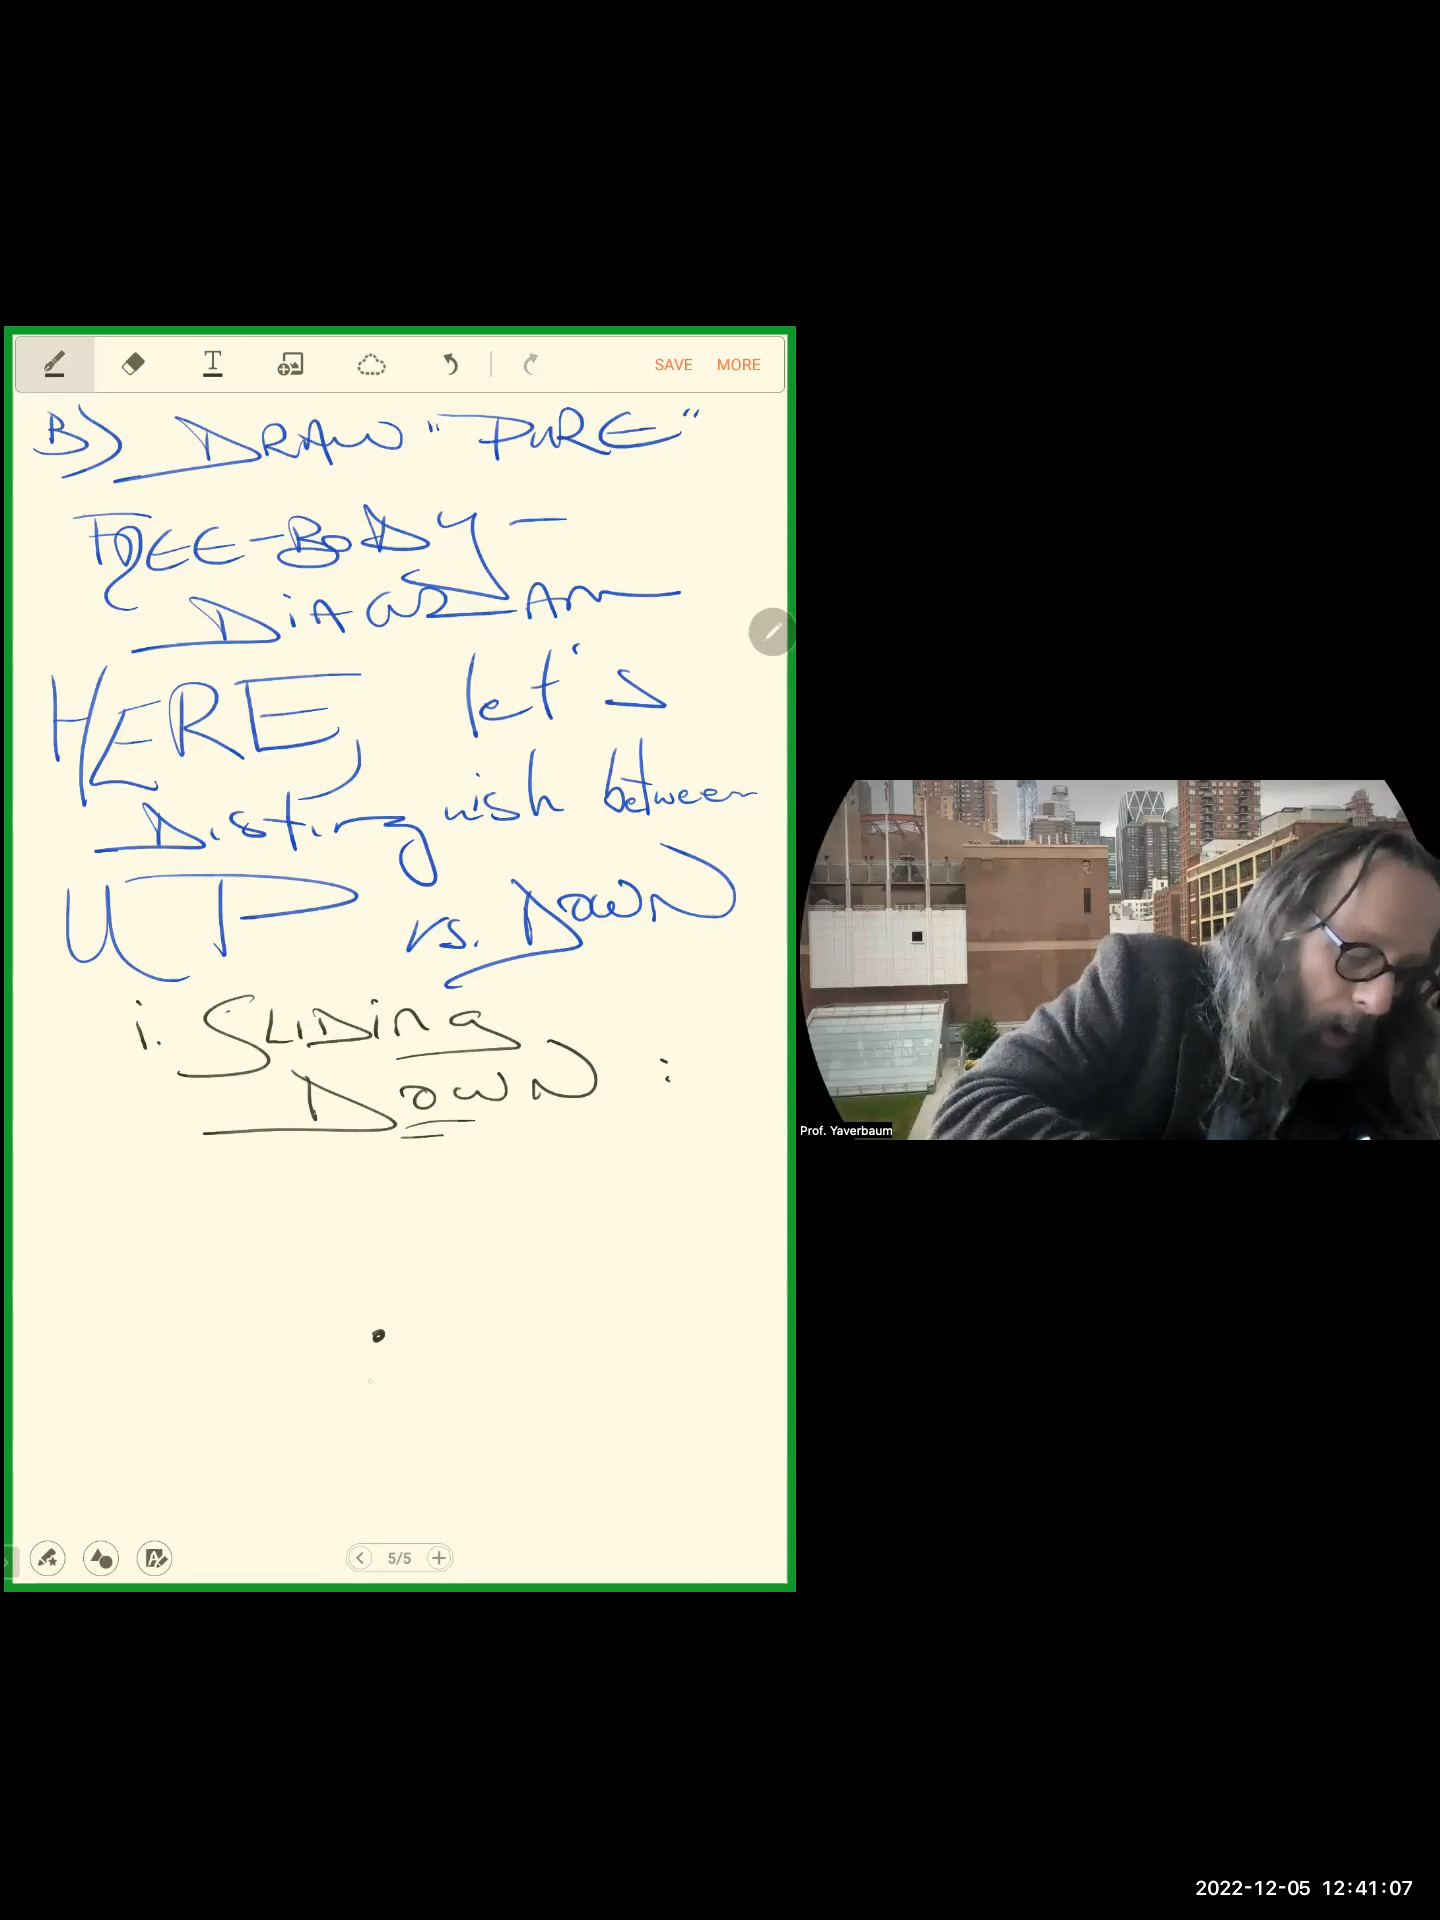 SAVE MORE
B) DRAW "PURE"
FREE-BODY-
DIAGRAM
HERE, let's
Distinguish between
UP vs. DOWN
i. SLIDING
DOWN :
5/5
Prof. Yaverbaum
2022-12-05 12:41:07